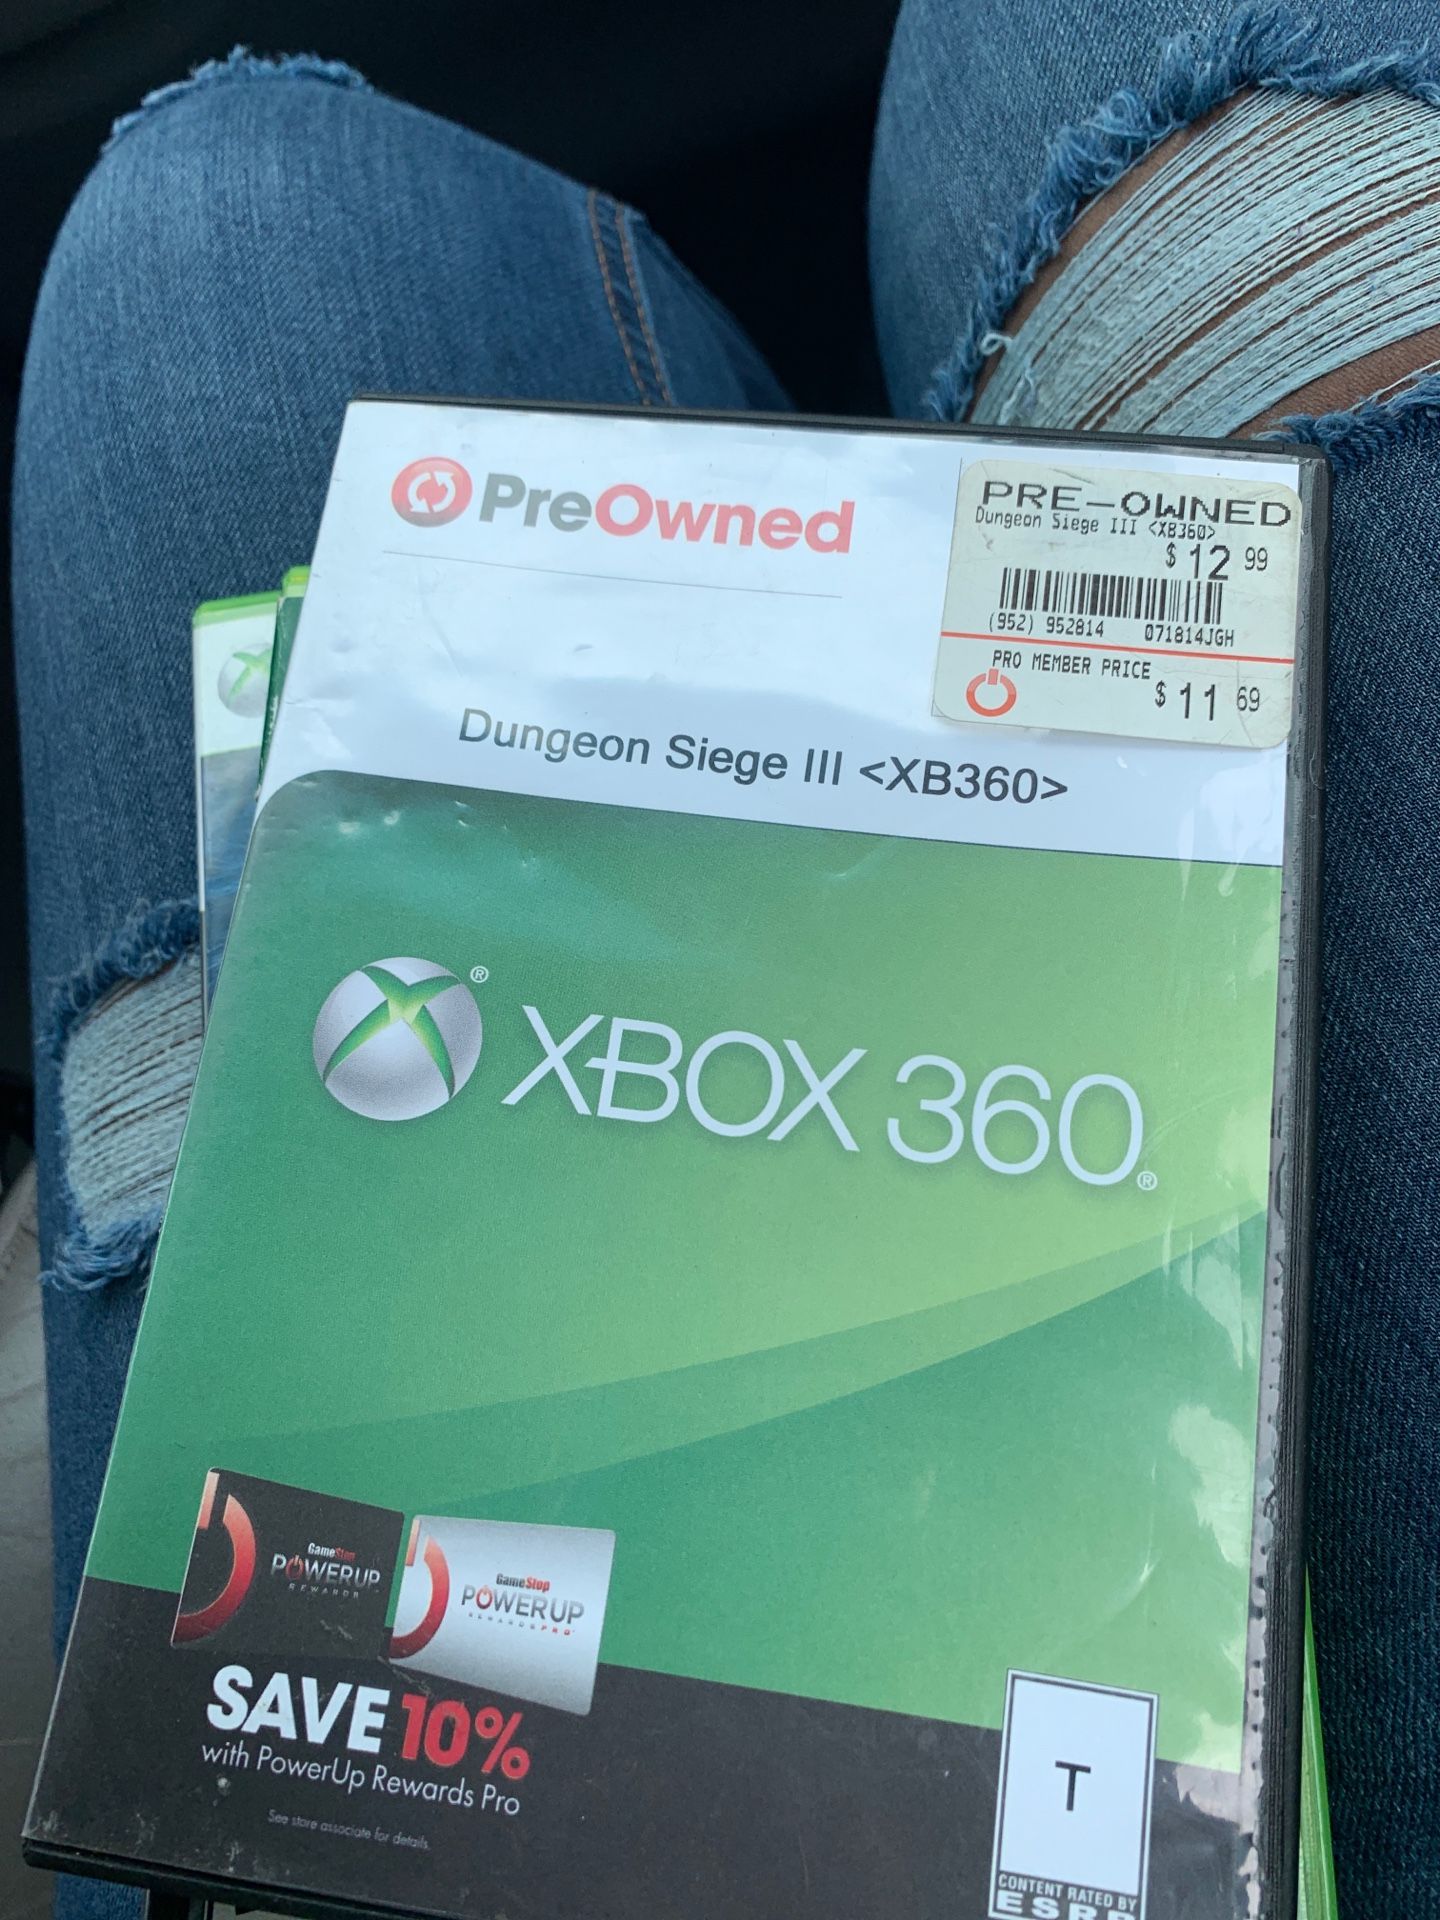 PreOwned
PRE-OWNED
Dungeon Siege III <XB360>
$ 12 99
(952) 952814 071814JGH
PRO MEMBER PRICE
$ 11 69
Dungeon Siege III <XB360>
® XBOX 360®
GameStop
POWERUP
REWARDS
GameStop
POWERUP
REWARDS PRO
SAVE 10%
with PowerUp Rewards Pro
See store associate for details.
T
CONTENT RATED BY
ESRB